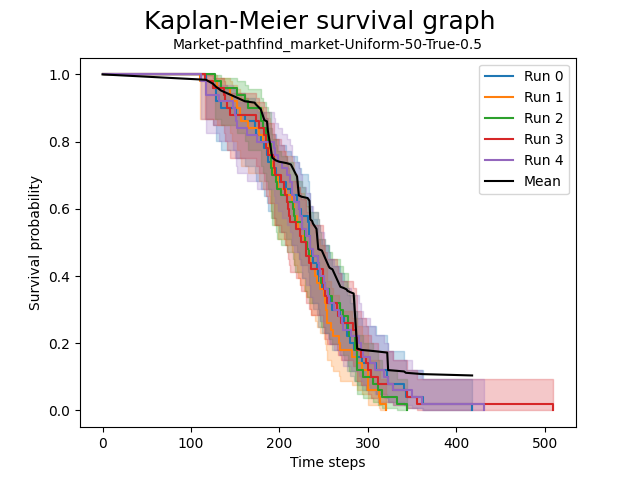 Kaplan-Meier survival graph
Market-pathfind_market-Uniform-50-True-0.5
Survival probability
1.0
0.8
0.6
0.4
0.2
0.0
Run 0
Run 1
Run 2
Run 3
Run 4
Mean
0 100 200 300 400 500
Time steps